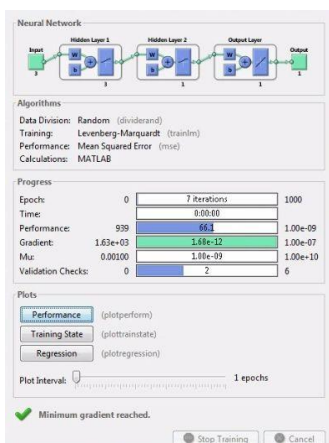 Neural Network
Hidden Layer 1 Hidden Layer 2 Output Layer
Input Output
W W W
b b b
3 3 1 1 1
Algorithms
Data Division: Random (dividerand)
Training: Levenberg-Marquardt (trainlm)
Performance: Mean Squared Error (mse)
Calculations: MATLAB
Progress
Epoch: 0 7 iterations 1000
Time: 0:00:00
Performance: 939 66.1 1.00e-09
Gradient: 1.63e+03 1.68e-12 1.00e-07
Mu: 0.00100 1.00e-09 1.00e+10
Validation Checks: 0 2 6
Plots
Performance (plotperform)
Training State (plottrainstate)
Regression (plotregression)
Plot Interval: 1 epochs
Minimum gradient reached.
Stop Training Cancel